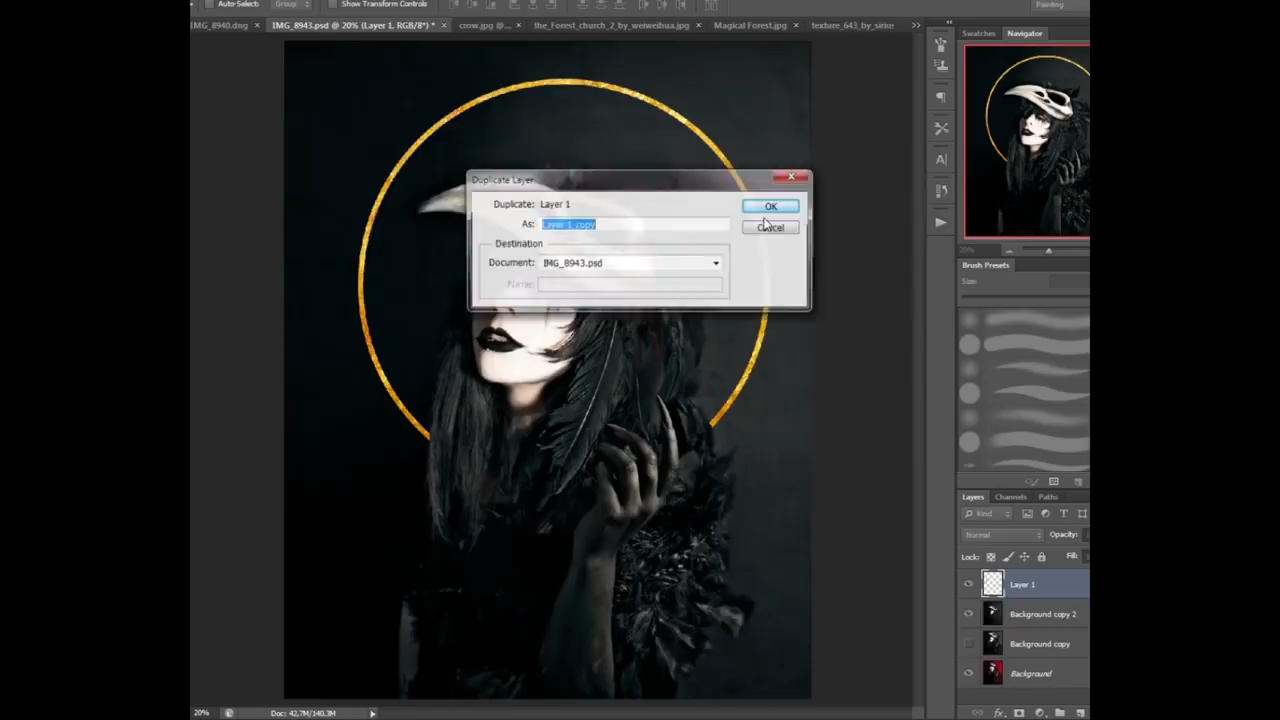 Auto-Select: Group Show Transform Controls Painting
IMG_8940.dng × IMG_8943.psd @ 20% (Layer 1, RGB/8*) * × crow.jpg @... × the_Forest_church_2_by_weiweihua.jpg × Magical Forest.jpg × texture_643_by_sirius
Swatches Navigator
Duplicate Layer
Duplicate: Layer 1
OK
As: Layer 1 copy
Cancel
Destination
Document: IMG_8943.psd
Name:
20%
Brush Presets
Size:
Layers Channels Paths
Kind
Normal Opacity:
Lock: Fill:
Layer 1
Background copy 2
Background copy
Background
20% Doc: 42,7M/140,3M